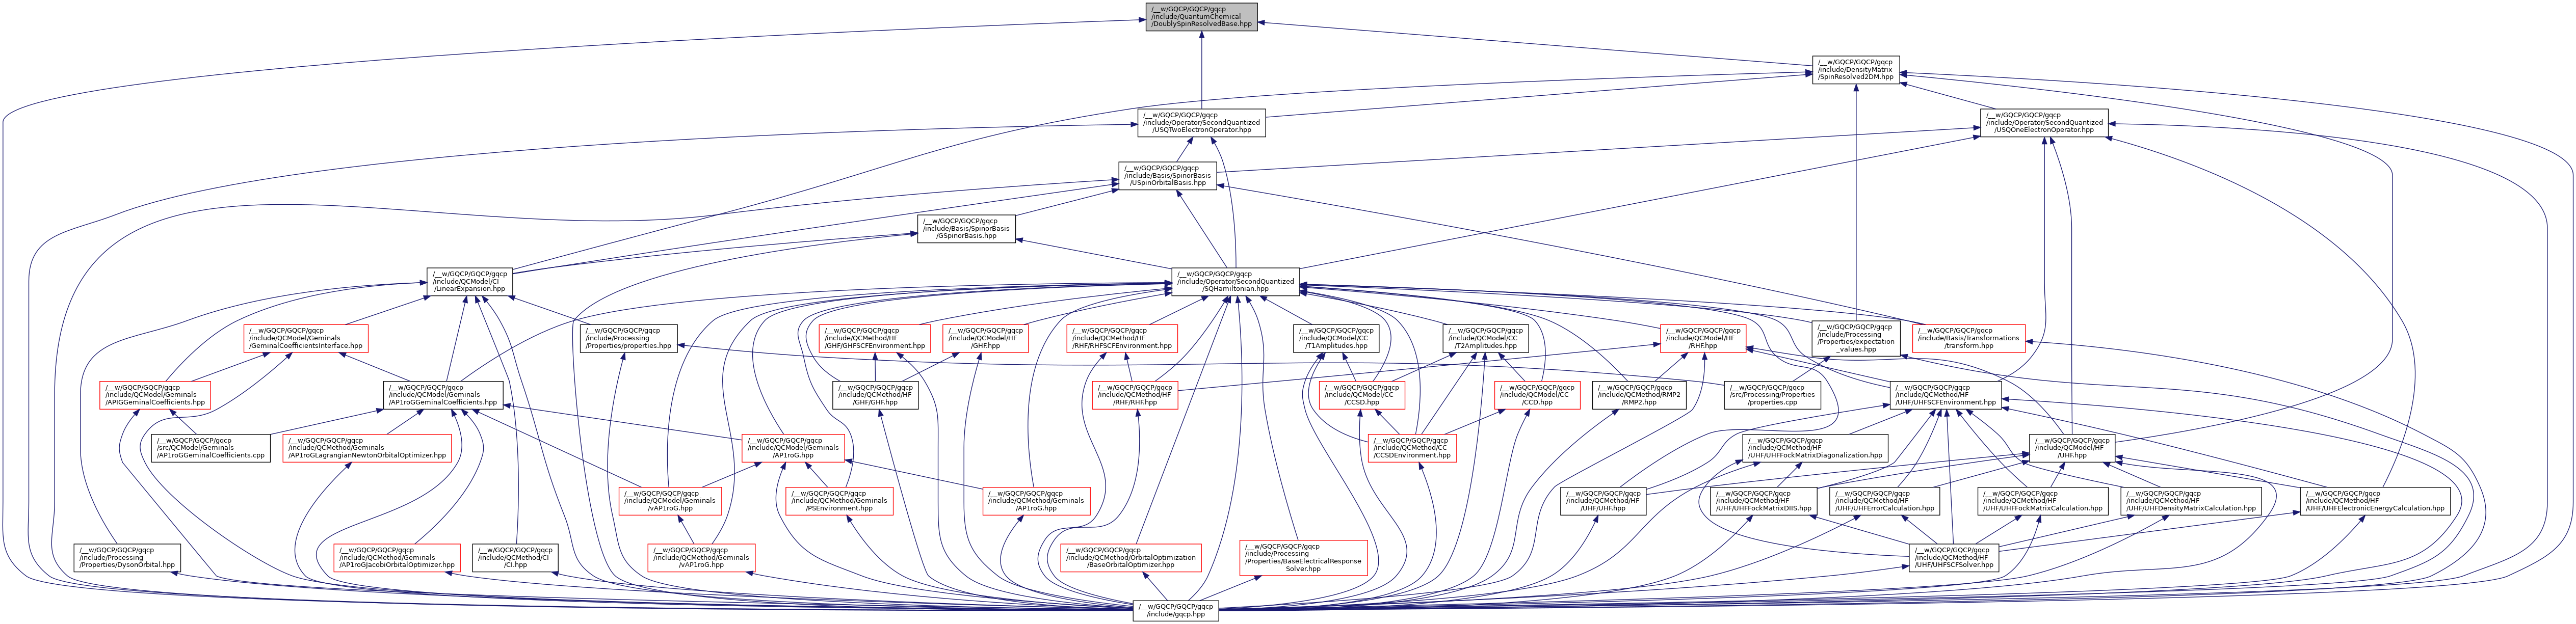 /__w/GQCP/GQCP/gqcp
/include/QuantumChemical
/DoublySpinResolvedBase.hpp
/__w/GQCP/GQCP/gqcp
/include/DensityMatrix
/SpinResolved2DM.hpp
/__w/GQCP/GQCP/gqcp
/include/Operator/SecondQuantized
/USQTwoElectronOperator.hpp
/__w/GQCP/GQCP/gqcp
/include/Operator/SecondQuantized
/USQOneElectronOperator.hpp
/__w/GQCP/GQCP/gqcp
/include/Basis/SpinorBasis
/USpinOrbitalBasis.hpp
/__w/GQCP/GQCP/gqcp
/include/Basis/SpinorBasis
/GSpinorBasis.hpp
/__w/GQCP/GQCP/gqcp
/include/QCModel/CI
/LinearExpansion.hpp
/__w/GQCP/GQCP/gqcp
/include/Operator/SecondQuantized
/SQHamiltonian.hpp
/__w/GQCP/GQCP/gqcp
/include/QCModel/Geminals
/GeminalCoefficientsInterface.hpp
/__w/GQCP/GQCP/gqcp
/include/Processing
/Properties/properties.hpp
/__w/GQCP/GQCP/gqcp
/include/QCMethod/HF
/GHF/GHFSCFEnvironment.hpp
/__w/GQCP/GQCP/gqcp
/include/QCModel/HF
/GHF.hpp
/__w/GQCP/GQCP/gqcp
/include/QCMethod/HF
/RHF/RHFSCFEnvironment.hpp
/__w/GQCP/GQCP/gqcp
/include/QCModel/CC
/T1Amplitudes.hpp
/__w/GQCP/GQCP/gqcp
/include/QCModel/CC
/T2Amplitudes.hpp
/__w/GQCP/GQCP/gqcp
/include/QCModel/HF
/RHF.hpp
/__w/GQCP/GQCP/gqcp
/include/Processing
/Properties/expectation
_values.hpp
/__w/GQCP/GQCP/gqcp
/include/Basis/Transformations
/transform.hpp
/__w/GQCP/GQCP/gqcp
/include/QCModel/Geminals
/APIGGeminalCoefficients.hpp
/__w/GQCP/GQCP/gqcp
/include/QCModel/Geminals
/AP1roGGeminalCoefficients.hpp
/__w/GQCP/GQCP/gqcp
/include/QCMethod/HF
/GHF/GHF.hpp
/__w/GQCP/GQCP/gqcp
/include/QCMethod/HF
/RHF/RHF.hpp
/__w/GQCP/GQCP/gqcp
/include/QCModel/CC
/CCSD.hpp
/__w/GQCP/GQCP/gqcp
/include/QCModel/CC
/CCD.hpp
/__w/GQCP/GQCP/gqcp
/include/QCMethod/RMP2
/RMP2.hpp
/__w/GQCP/GQCP/gqcp
/src/Processing/Properties
/properties.cpp
/__w/GQCP/GQCP/gqcp
/include/QCMethod/HF
/UHF/UHFSCFEnvironment.hpp
/__w/GQCP/GQCP/gqcp
/src/QCModel/Geminals
/AP1roGGeminalCoefficients.cpp
/__w/GQCP/GQCP/gqcp
/include/QCMethod/Geminals
/AP1roGLagrangianNewtonOrbitalOptimizer.hpp
/__w/GQCP/GQCP/gqcp
/include/QCModel/Geminals
/AP1roG.hpp
/__w/GQCP/GQCP/gqcp
/include/QCMethod/CC
/CCSDEnvironment.hpp
/__w/GQCP/GQCP/gqcp
/include/QCMethod/HF
/UHF/UHFFockMatrixDiagonalization.hpp
/__w/GQCP/GQCP/gqcp
/include/QCModel/HF
/UHF.hpp
/__w/GQCP/GQCP/gqcp
/include/QCModel/Geminals
/vAP1roG.hpp
/__w/GQCP/GQCP/gqcp
/include/QCMethod/Geminals
/PSEnvironment.hpp
/__w/GQCP/GQCP/gqcp
/include/QCMethod/Geminals
/AP1roG.hpp
/__w/GQCP/GQCP/gqcp
/include/QCMethod/HF
/UHF/UHF.hpp
/__w/GQCP/GQCP/gqcp
/include/QCMethod/HF
/UHF/UHFFockMatrixDIIS.hpp
/__w/GQCP/GQCP/gqcp
/include/QCMethod/HF
/UHF/UHFErrorCalculation.hpp
/__w/GQCP/GQCP/gqcp
/include/QCMethod/HF
/UHF/UHFFockMatrixCalculation.hpp
/__w/GQCP/GQCP/gqcp
/include/QCMethod/HF
/UHF/UHFDensityMatrixCalculation.hpp
/__w/GQCP/GQCP/gqcp
/include/QCMethod/HF
/UHF/UHFElectronicEnergyCalculation.hpp
/__w/GQCP/GQCP/gqcp
/include/Processing
/Properties/DysonOrbital.hpp
/__w/GQCP/GQCP/gqcp
/include/QCMethod/Geminals
/AP1roGJacobiOrbitalOptimizer.hpp
/__w/GQCP/GQCP/gqcp
/include/QCMethod/CI
/CI.hpp
/__w/GQCP/GQCP/gqcp
/include/QCMethod/Geminals
/vAP1roG.hpp
/__w/GQCP/GQCP/gqcp
/include/QCMethod/OrbitalOptimization
/BaseOrbitalOptimizer.hpp
/__w/GQCP/GQCP/gqcp
/include/Processing
/Properties/BaseElectricalResponse
Solver.hpp
/__w/GQCP/GQCP/gqcp
/include/QCMethod/HF
/UHF/UHFSCFSolver.hpp
/__w/GQCP/GQCP/gqcp
/include/gqcp.hpp